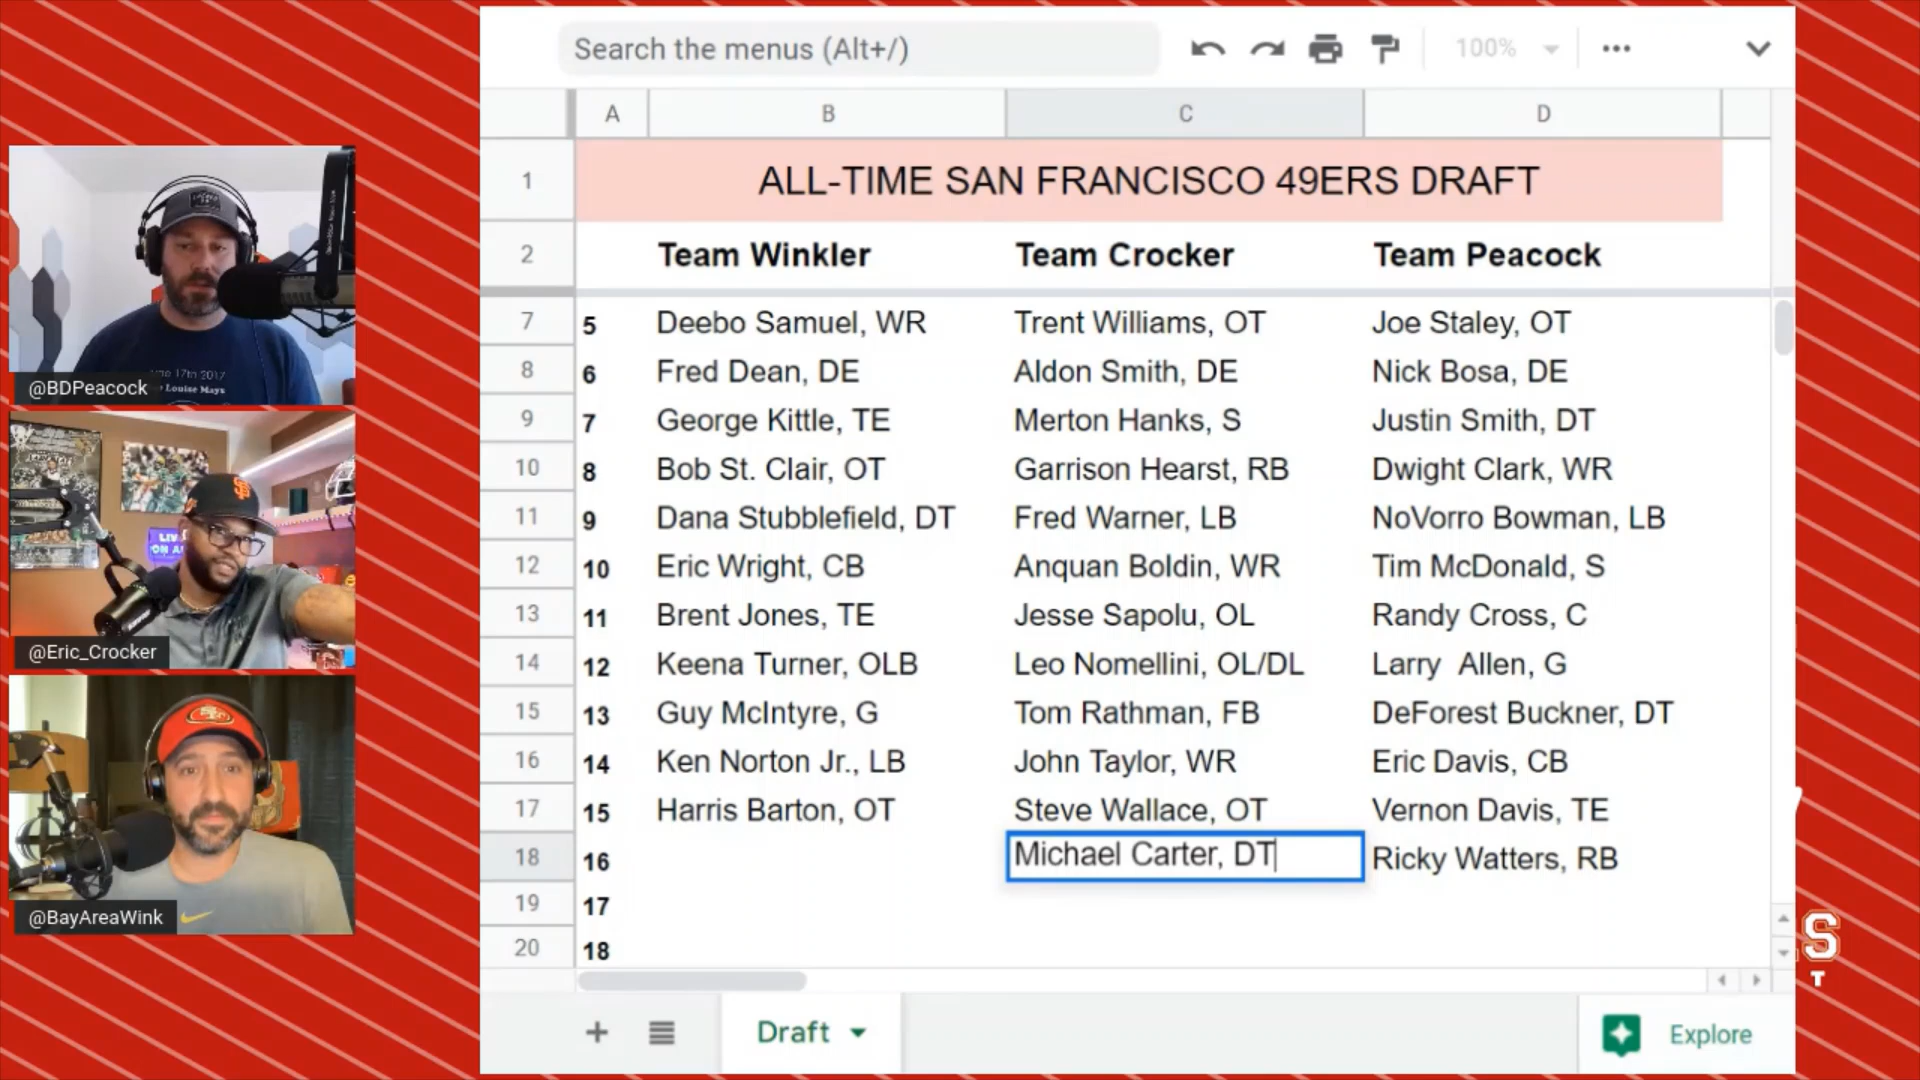 Search the menus (Alt+/)
100%
A B C D
1 ALL-TIME SAN FRANCISCO 49ERS DRAFT
2 Team Winkler Team Crocker Team Peacock
7 5 Deebo Samuel, WR Trent Williams, OT Joe Staley, OT
8 6 Fred Dean, DE Aldon Smith, DE Nick Bosa, DE
9 7 George Kittle, TE Merton Hanks, S Justin Smith, DT
10 8 Bob St. Clair, OT Garrison Hearst, RB Dwight Clark, WR
11 9 Dana Stubblefield, DT Fred Warner, LB NoVorro Bowman, LB
12 10 Eric Wright, CB Anquan Boldin, WR Tim McDonald, S
13 11 Brent Jones, TE Jesse Sapolu, OL Randy Cross, C
14 12 Keena Turner, OLB Leo Nomellini, OL/DL Larry Allen, G
15 13 Guy McIntyre, G Tom Rathman, FB DeForest Buckner, DT
16 14 Ken Norton Jr., LB John Taylor, WR Eric Davis, CB
17 15 Harris Barton, OT Steve Wallace, OT Vernon Davis, TE
18 16 Michael Carter, DT Ricky Watters, RB
19 17
20 18
Draft
Explore
17th 2017
Louise Mays
@BDPeacock
LIV
ON A
SF
@Eric_Crocker
SF
@BayAreaWink
S
T